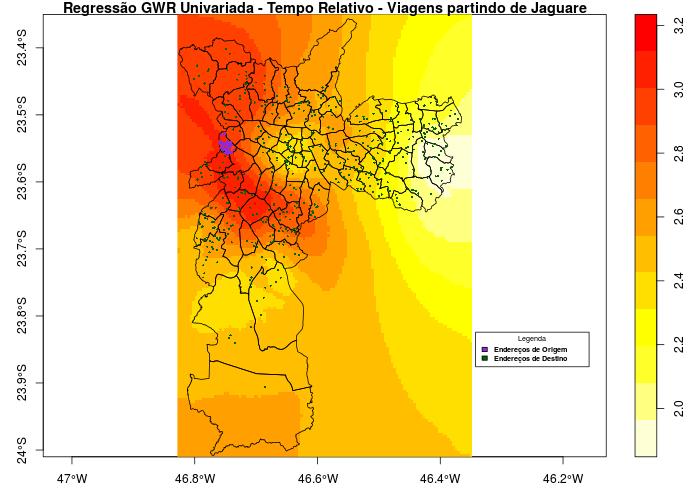 Regressão GWR Univariada - Tempo Relativo - Viagens partindo de Jaguare
23.4°S
23.5°S
23.6°S
23.7°S
23.8°S
23.9°S
24°S
47°W
46.8°W
46.6°W
46.4°W
46.2°W
Legenda
Endereços de Origem
Endereços de Destino
3.2
3.0
2.8
2.6
2.4
2.2
2.0